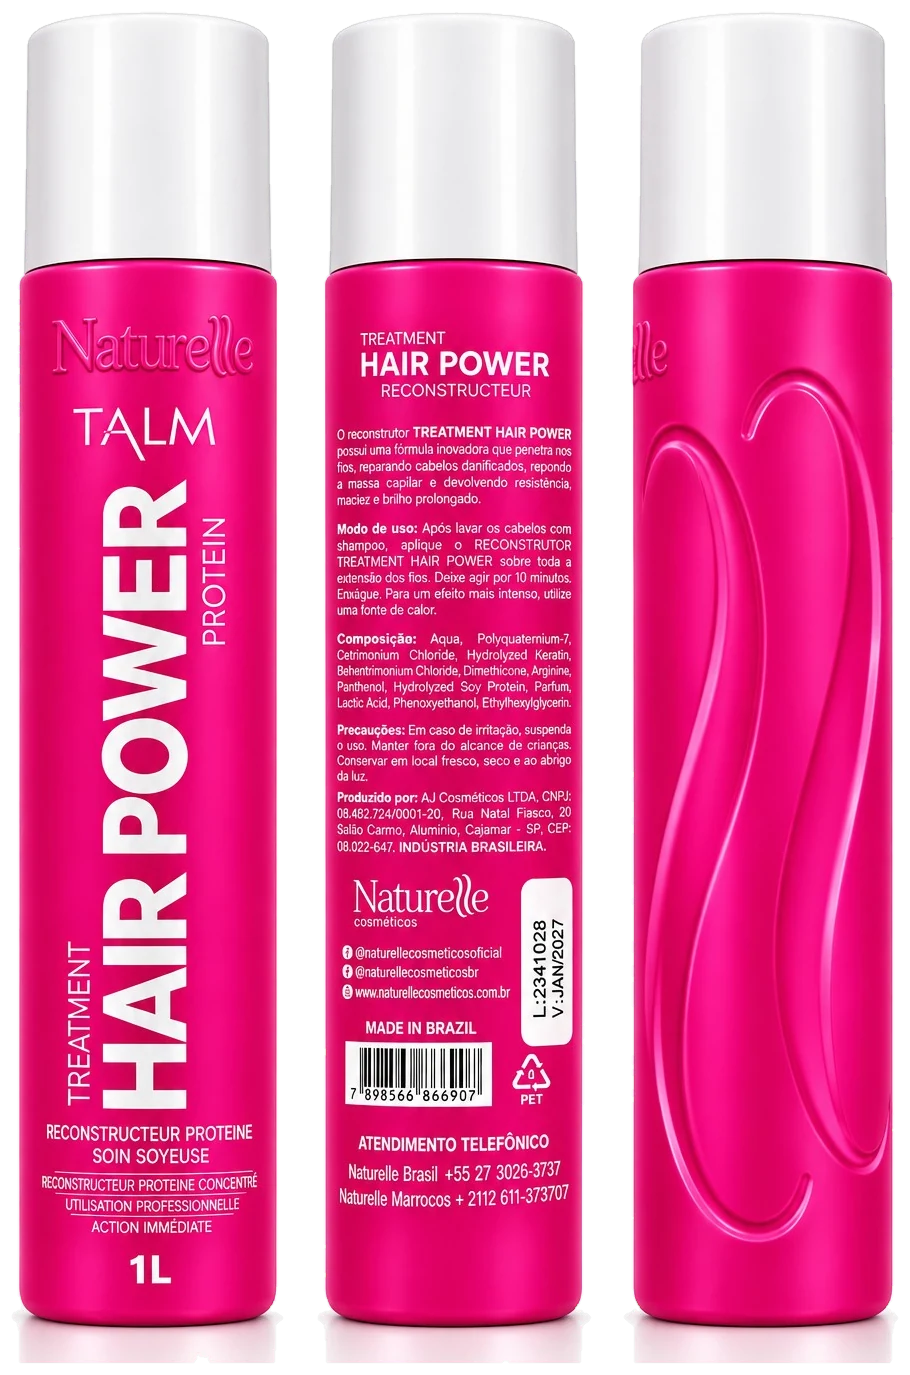 Naturelle
TALM
TREATMENT
HAIR POWER
PROTEIN
RECONSTRUCTEUR PROTEINE
SOIN SOYEUSE
RECONSTRUCTEUR PROTEINE CONCENTRÉ
UTILISATION PROFESSIONNELLE
ACTION IMMÉDIATE
1L
TREATMENT
HAIR POWER
RECONSTRUCTEUR
O reconstrutor TREATMENT HAIR POWER
possui uma fórmula inovadora que penetra nos
fios, reparando cabelos danificados, repondo
a massa capilar e devolvendo resistência,
maciez e brilho prolongado.
Modo de uso: Após lavar os cabelos com
shampoo, aplique o RECONSTRUTOR
TREATMENT HAIR POWER sobre toda a
extensão dos fios. Deixe agir por 10 minutos.
Enxágue. Para um efeito mais intenso, utilize
uma fonte de calor.
Composição: Aqua, Polyquaternium-7,
Cetrimonium Chloride, Hydrolyzed Keratin,
Behentrimonium Chloride, Dimethicone, Arginine,
Panthenol, Hydrolyzed Soy Protein, Parfum,
Lactic Acid, Phenoxyethanol, Ethylhexylglycerin.
Precauções: Em caso de irritação, suspenda
o uso. Manter fora do alcance de crianças.
Conservar em local fresco, seco e ao abrigo
da luz.
Produzido por: AJ Cosméticos LTDA, CNPJ:
08.482.724/0001-20, Rua Natal Fiasco, 20
Salão Carmo, Alumínio, Cajamar - SP, CEP:
08.022-647. INDÚSTRIA BRASILEIRA.
Naturelle
cosméticos
@naturellecosmeticosoficial
@naturellecosmeticosbr
www.naturellecosmeticos.com.br
L:2341028
V:JAN/2027
MADE IN BRAZIL
7 898566 866907
PET
ATENDIMENTO TELEFÔNICO
Naturelle Brasil +55 27 3026-3737
Naturelle Marrocos + 2112 611-373707
lle